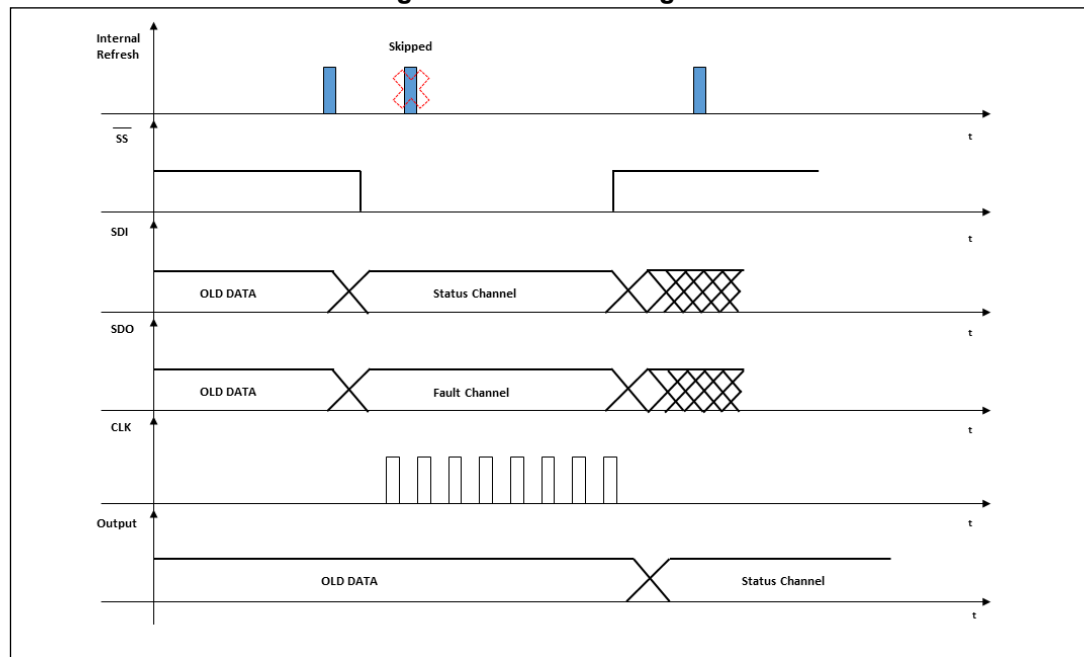 Internal
Refresh
Skipped
t
SS
t
SDI
OLD DATA
Status Channel
t
SDO
OLD DATA
Fault Channel
t
CLK
t
Output
OLD DATA
Status Channel
t